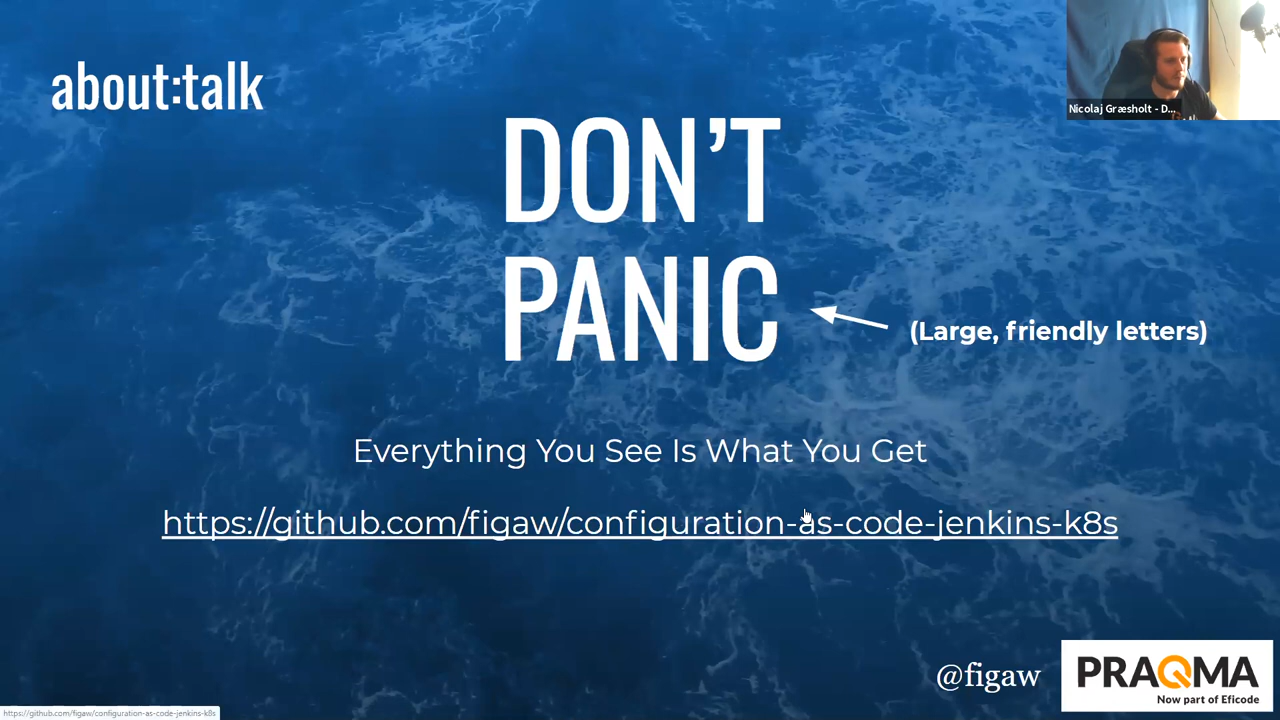 about:talk
Nicolaj Græsholt - D...
DON'T
PANIC
(Large, friendly letters)
Everything You See Is What You Get
https://github.com/figaw/configuration-as-code-jenkins-k8s
@figaw
PRAQMA
Now part of Eficode
https://github.com/figaw/configuration-as-code-jenkins-k8s